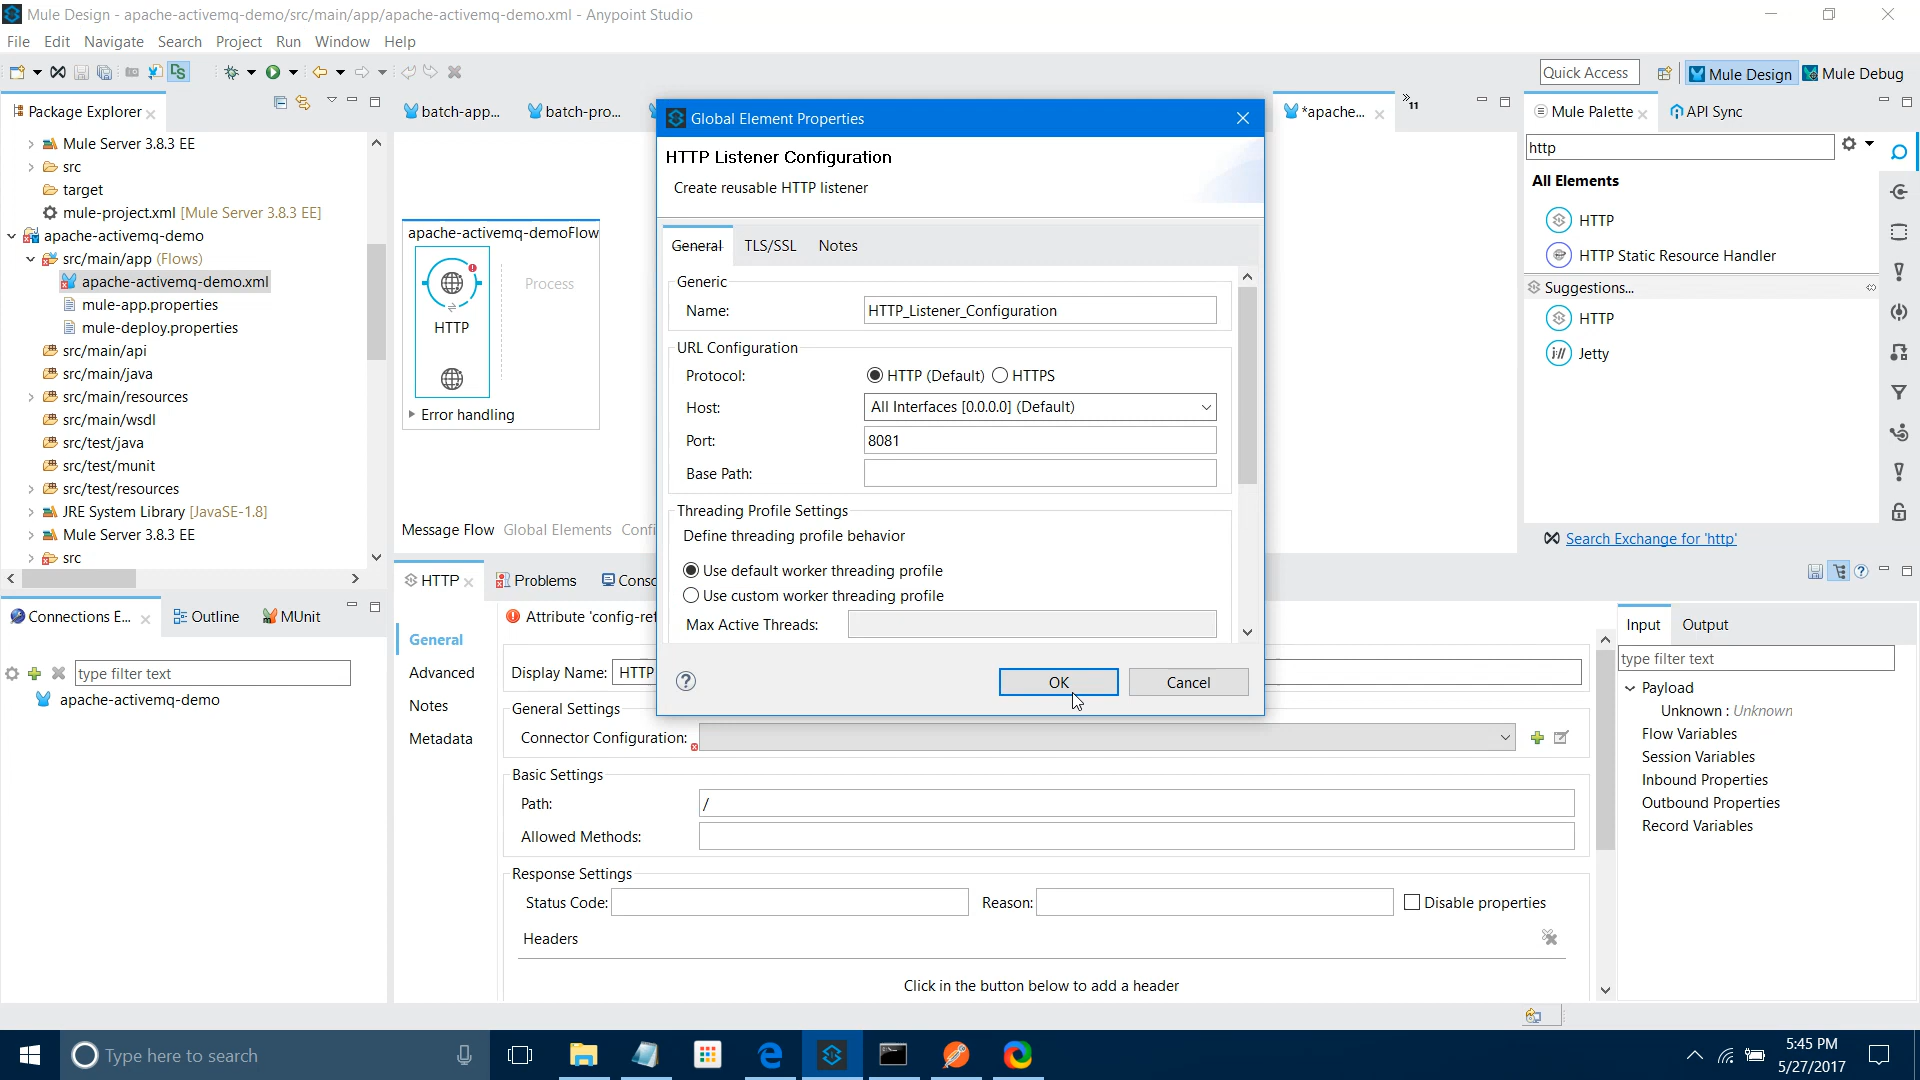 Mule Design - apache-activemq-demo/src/main/app/apache-activemq-demo.xml - Anypoint Studio
File Edit Navigate Search Project Run Window Help
Quick Access
Mule Design
Mule Debug
Package Explorer
Mule Server 3.8.3 EE
src
target
mule-project.xml [Mule Server 3.8.3 EE]
apache-activemq-demo
src/main/app (Flows)
apache-activemq-demo.xml
mule-app.properties
mule-deploy.properties
src/main/api
src/main/java
src/main/resources
src/main/wsdl
src/test/java
src/test/munit
src/test/resources
JRE System Library [JavaSE-1.8]
Mule Server 3.8.3 EE
src
Connections E...
Outline
MUnit
type filter text
apache-activemq-demo
batch-app...
batch-pro...
*apache...
11
apache-activemq-demoFlow
HTTP
Process
Error handling
Message Flow Global Elements Confi
Global Element Properties
HTTP Listener Configuration
Create reusable HTTP listener
General
TLS/SSL
Notes
Generic
Name: HTTP_Listener_Configuration
URL Configuration
Protocol: HTTP (Default) HTTPS
Host: All Interfaces [0.0.0.0] (Default)
Port: 8081
Base Path:
Threading Profile Settings
Define threading profile behavior
Use default worker threading profile
Use custom worker threading profile
Max Active Threads:
?
OK
Cancel
Mule Palette
API Sync
http
All Elements
HTTP
HTTP Static Resource Handler
Suggestions...
HTTP
Jetty
Search Exchange for 'http'
HTTP
Problems
Conso
Attribute 'config-ref
General
Advanced
Notes
Metadata
Display Name: HTTP
General Settings
Connector Configuration:
Basic Settings
Path: /
Allowed Methods:
Response Settings
Status Code:
Reason:
Disable properties
Headers
Click in the button below to add a header
Input
Output
type filter text
Payload
Unknown : Unknown
Flow Variables
Session Variables
Inbound Properties
Outbound Properties
Record Variables
Type here to search
5:45 PM
5/27/2017